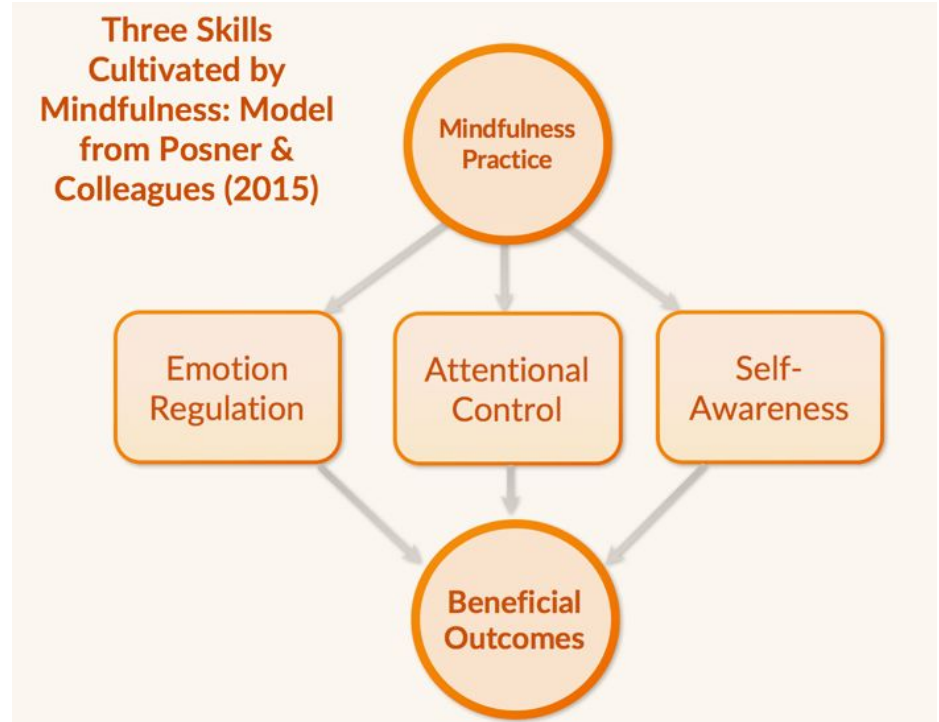 Three Skills
Cultivated by
Mindfulness: Model
from Posner &
Colleagues (2015)
Mindfulness
Practice
Emotion
Regulation
Attentional
Control
Self-
Awareness
Beneficial
Outcomes